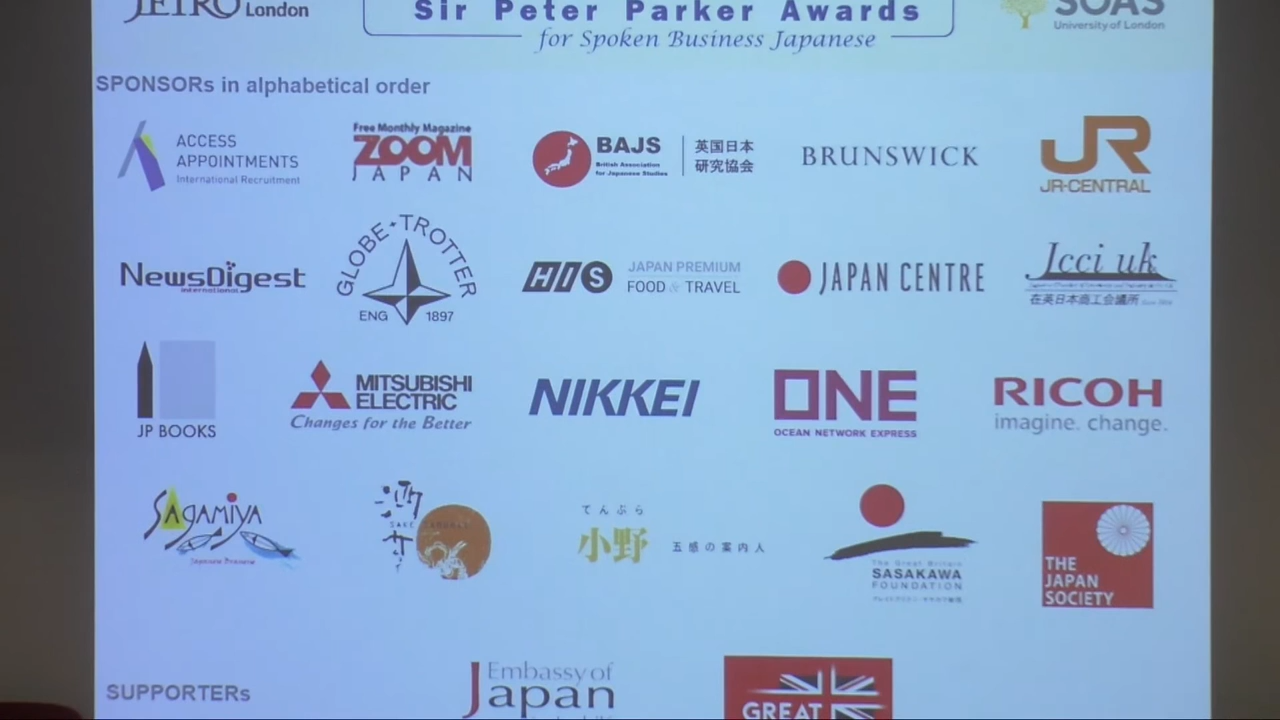 JETRO London
Sir Peter Parker Awards
for Spoken Business Japanese
SOAS
University of London
SPONSORs in alphabetical order
ACCESS
APPOINTMENTS
International Recruitment
Free Monthly Magazine
ZOOM
JAPAN
BAJS
British Association
for Japanese Studies
英国日本
研究協会
BRUNSWICK
JR
JR-CENTRAL
NewsDigest
international
GLOBE-TROTTER
ENG 1897
HIS
JAPAN PREMIUM
FOOD & TRAVEL
JAPAN CENTRE
Jcci uk
在英日本商工会議所
JP BOOKS
MITSUBISHI
ELECTRIC
Changes for the Better
NIKKEI
ONE
OCEAN NETWORK EXPRESS
RICOH
imagine. change.
SAGAMIYA
酒
サ
SAKE
てんぷら
小野
五感の案内人
The Great Britain
SASAKAWA
FOUNDATION
THE
JAPAN
SOCIETY
SUPPORTERs
Embassy of
Japan
GREAT